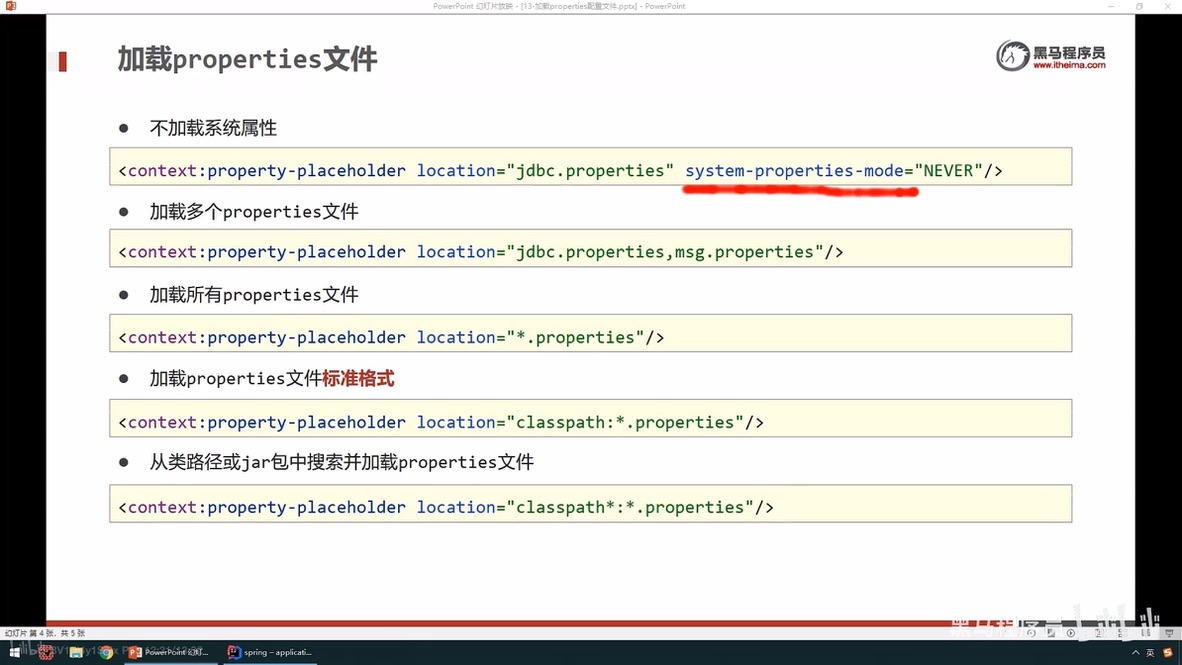 PowerPoint 幻灯片放映 - [13-加载properties配置文件.pptx] - PowerPoint
加载properties文件
黑马程序员
www.itheima.com
● 不加载系统属性
<context:property-placeholder location="jdbc.properties" system-properties-mode="NEVER"/>
● 加载多个properties文件
<context:property-placeholder location="jdbc.properties,msg.properties"/>
● 加载所有properties文件
<context:property-placeholder location="*.properties"/>
● 加载properties文件标准格式
<context:property-placeholder location="classpath:*.properties"/>
● 从类路径或jar包中搜索并加载properties文件
<context:property-placeholder location="classpath*:*.properties"/>
黑马程序员
幻灯片 第 4 张，共 5 张
PowerPoint 幻灯...
spring – applicati...
英